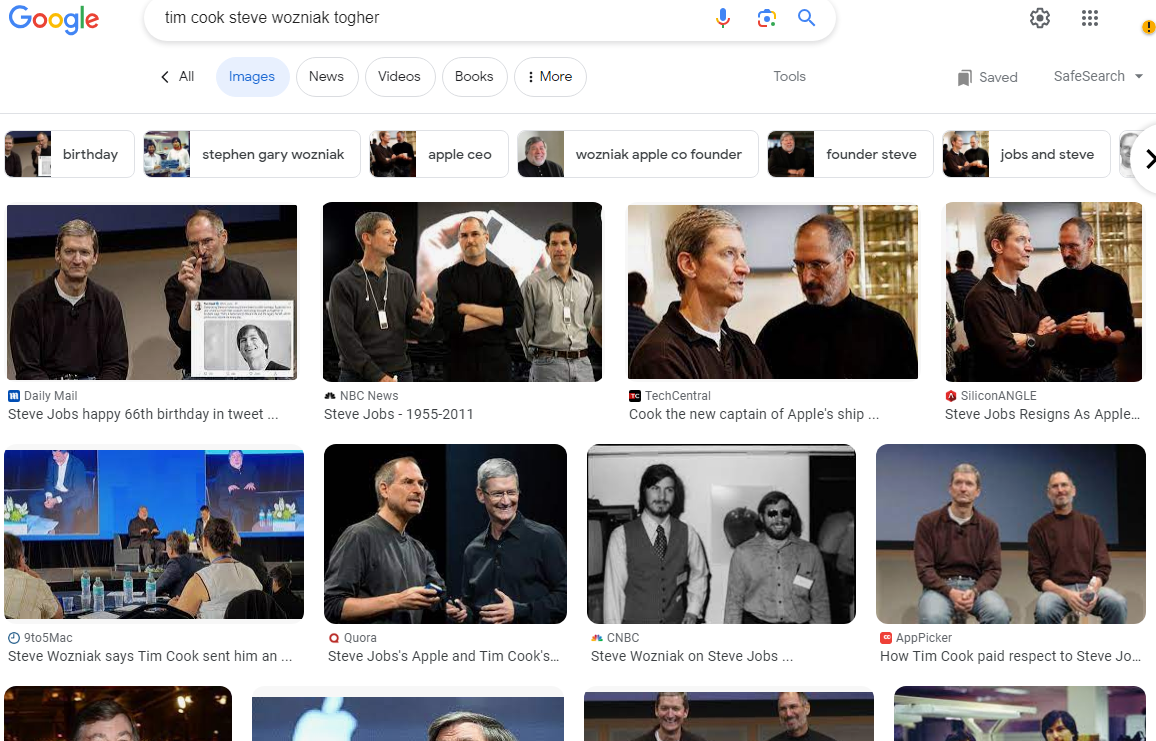 Google
tim cook steve wozniak togher
All
Images
News
Videos
Books
More
Tools
Saved
SafeSearch
birthday
stephen gary wozniak
apple ceo
wozniak apple co founder
founder steve
jobs and steve
Daily Mail
Steve Jobs happy 66th birthday in tweet ...
NBC News
Steve Jobs - 1955-2011
TC TechCentral
Cook the new captain of Apple's ship ...
SiliconANGLE
Steve Jobs Resigns As Apple...
9to5Mac
Steve Wozniak says Tim Cook sent him an ...
Quora
Steve Jobs's Apple and Tim Cook's...
CNBC
Steve Wozniak on Steve Jobs ...
AppPicker
How Tim Cook paid respect to Steve Jo...